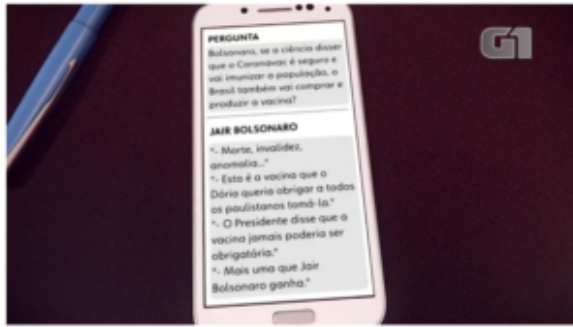 G1
PERGUNTA
Bolsonaro, se a ciência disser
que a Coronavac é segura e
vai imunizar a população, o
Brasil também vai comprar e
produzir a vacina?
JAIR BOLSONARO
"- Morte, invalidez,
anomalia..."
"- Esta é a vacina que o
Dória queria obrigar a todos
os paulistanos tomá-la."
"- O Presidente disse que a
vacina jamais poderia ser
obrigatória."
"- Mais uma que Jair
Bolsonaro ganha."